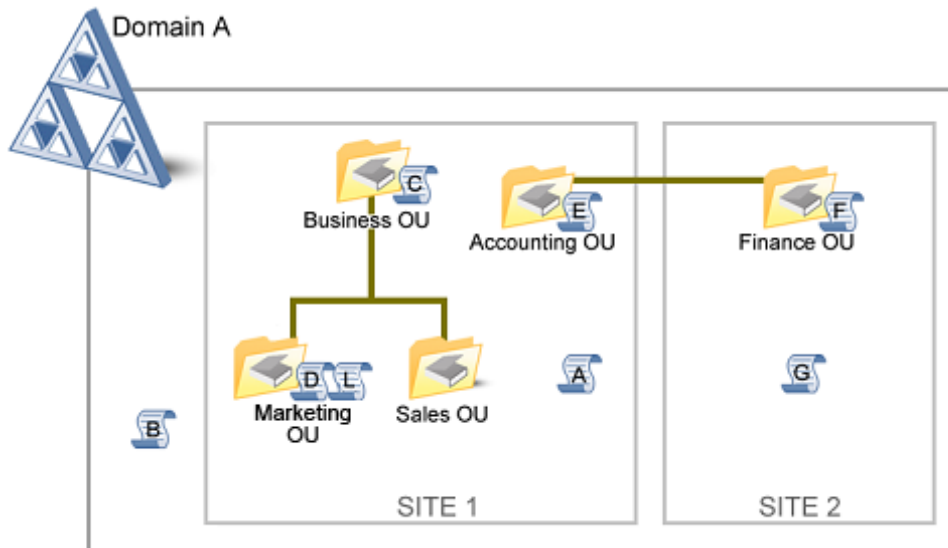 Domain A
C
Business OU
E
Accounting OU
F
Finance OU
D L
Marketing
OU
Sales OU
A
G
B
SITE 1
SITE 2